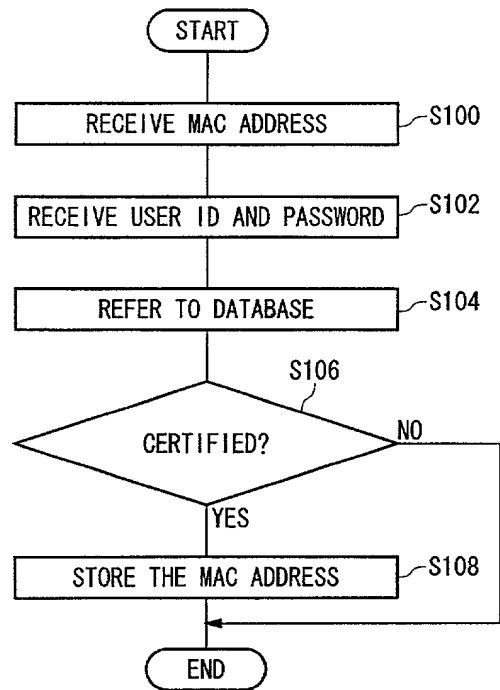 START
RECEIVE MAC ADDRESS
S100
RECEIVE USER ID AND PASSWORD
S102
REFER TO DATABASE
S104
S106
CERTIFIED?
NO
YES
STORE THE MAC ADDRESS
S108
END